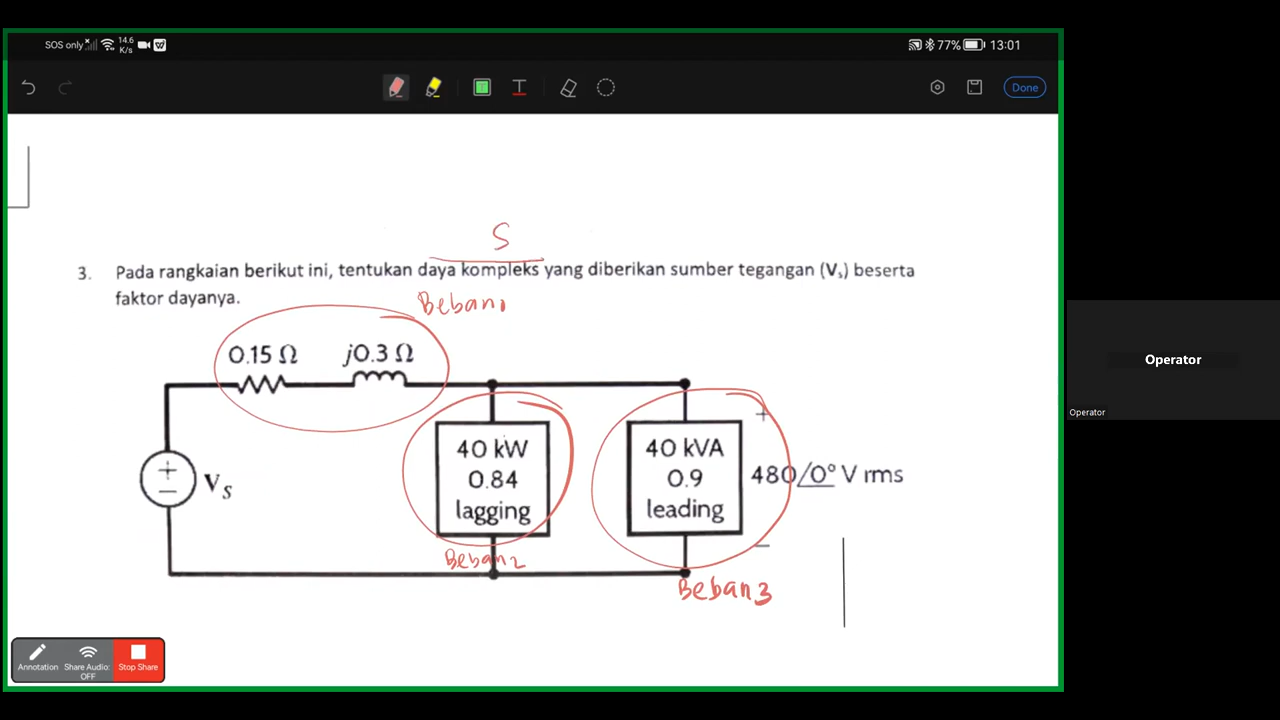 SOS only 14.6 K/s W 77% 13:01
T T Done
S
3. Pada rangkaian berikut ini, tentukan daya kompleks yang diberikan sumber tegangan (Vs) beserta
faktor dayanya.
Beban1
0.15 Ω j0.3 Ω
+
40 kW 40 kVA
+ Vs 0.84 0.9 480/0° V rms
−
lagging leading
Beban2 −
Beban3
Annotation Share Audio: OFF Stop Share
Operator
Operator